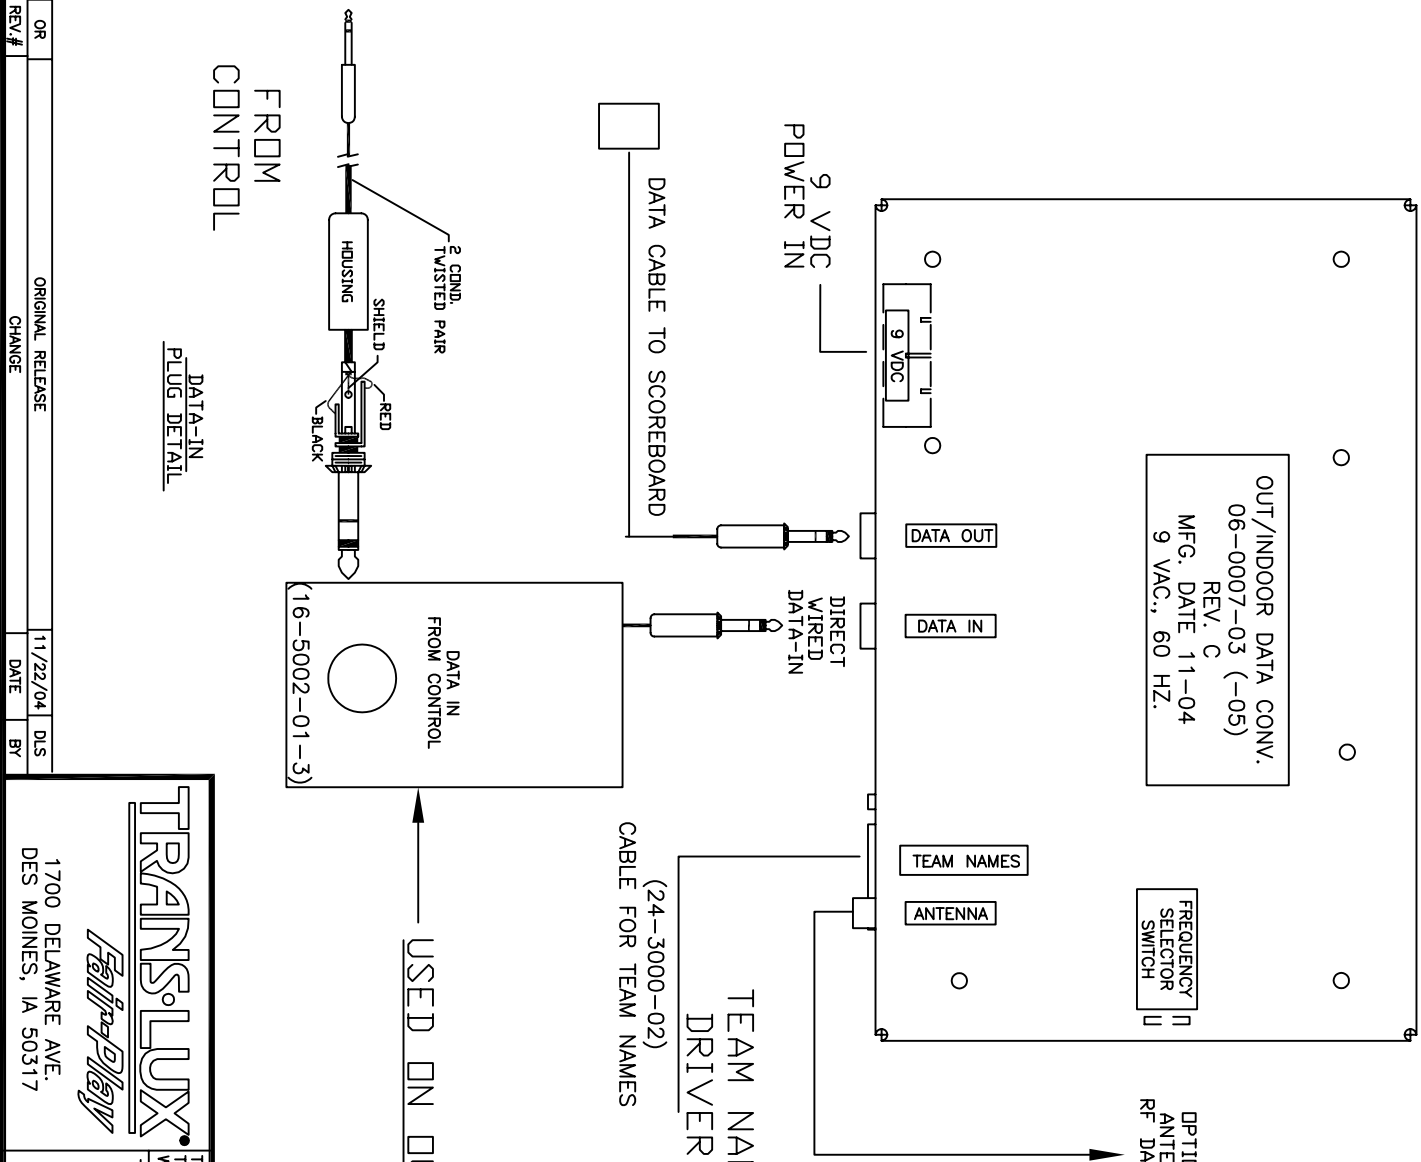 OUT/INDOOR DATA CONV.
06-0007-03 (-05)
REV. C
MFG. DATE 11-04
9 VAC., 60 HZ.
FREQUENCY
SELECTOR
SWITCH
9 VDC
DATA OUT
DATA IN
TEAM NAMES
ANTENNA
9 VDC
POWER IN
DIRECT
WIRED
DATA-IN
DATA CABLE TO SCOREBOARD
TEAM
DRIVER
(24-3000-02)
CABLE FOR TEAM NAMES
2 COND.
TWISTED PAIR
HOUSING
SHIELD
RED
BLACK
DATA IN
FROM CONTROL
(16-5002-01-3)
USED ON
FROM
CONTROL
DATA-IN
PLUG DETAIL
OR ORIGINAL RELEASE 11/22/04 DLS
REV.# CHANGE DATE BY
TRANS·LUX
Fair-Play
1700 DELAWARE AVE.
DES MOINES, IA 50317
RF